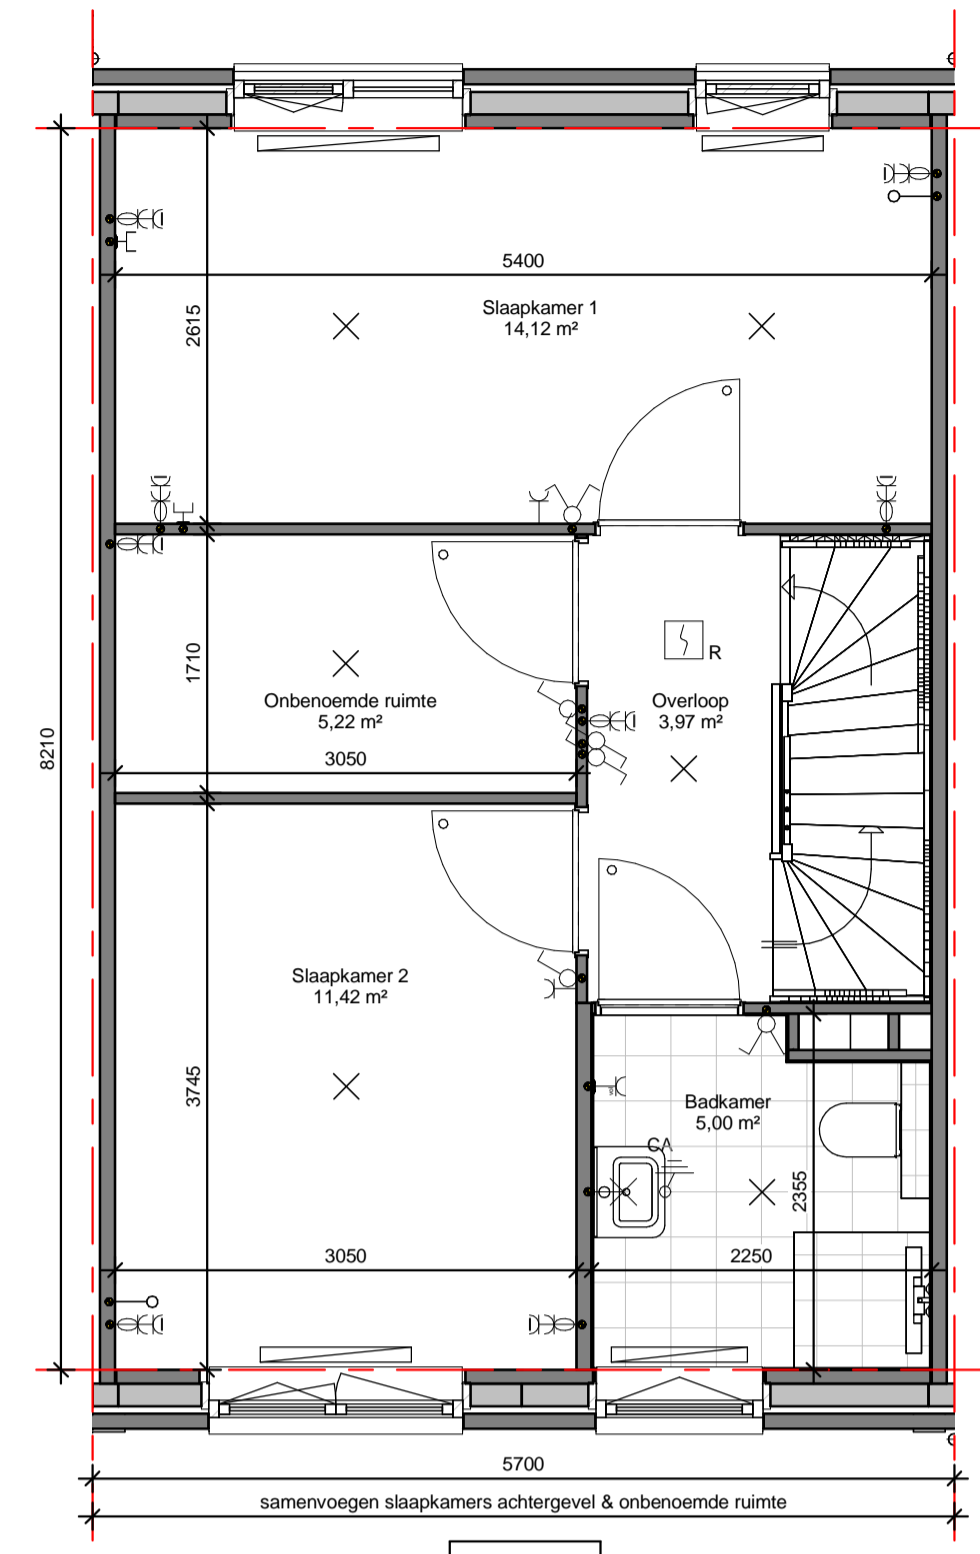 5400
Slaapkamer 1
14,12 m²
2615
1710
8210
R
Onbenoemde ruimte
5,22 m²
Overloop
3,97 m²
3050
Slaapkamer 2
11,42 m²
3745
Badkamer
5,00 m²
CA
2355
3050
2250
5700
samenvoegen slaapkamers achtergevel & onbenoemde ruimte